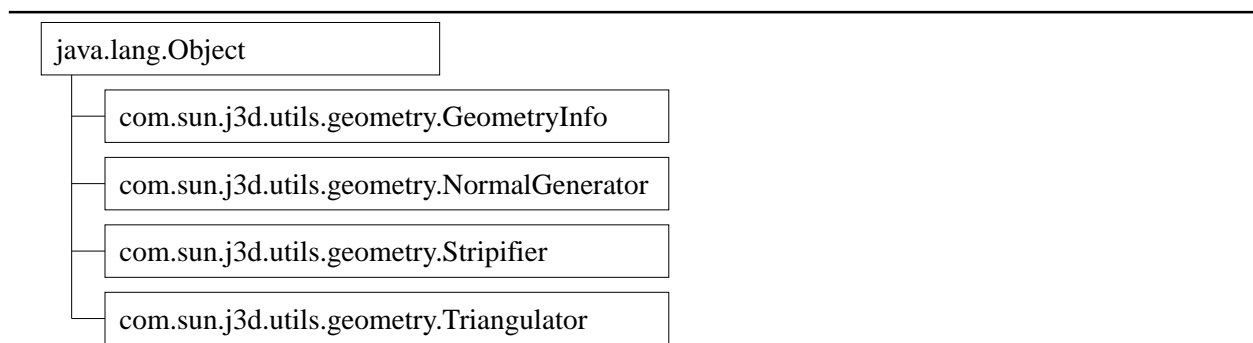 java.lang.Object
com.sun.j3d.utils.geometry.GeometryInfo
com.sun.j3d.utils.geometry.NormalGenerator
com.sun.j3d.utils.geometry.Stripifier
com.sun.j3d.utils.geometry.Triangulator